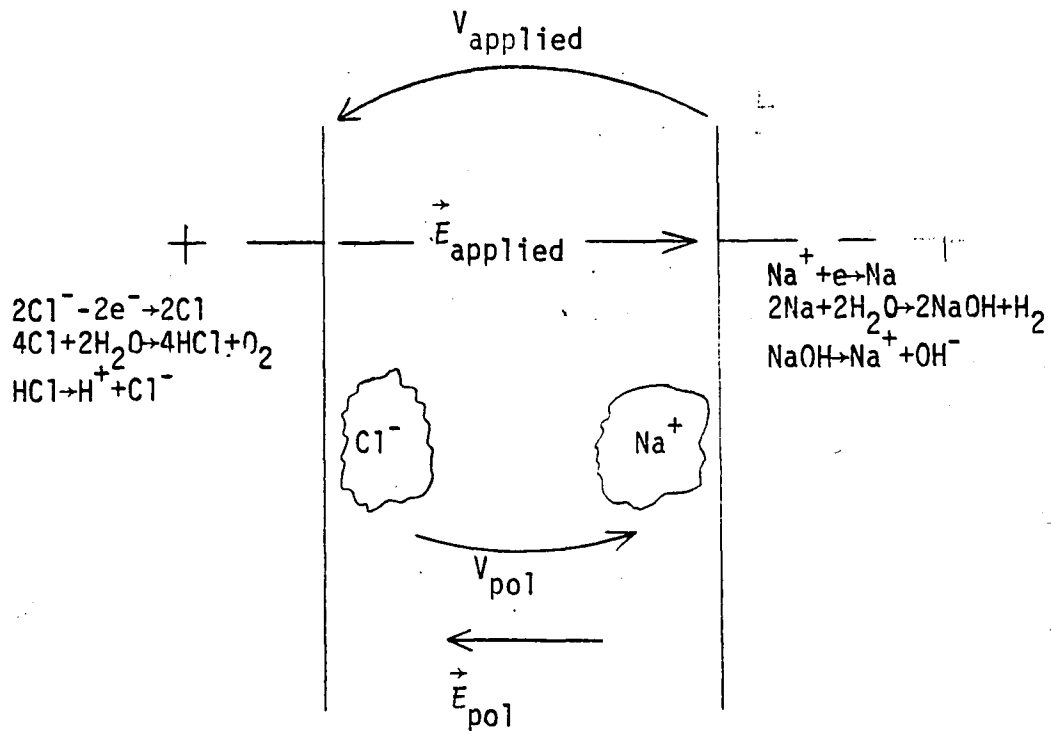 V_applied
+
E_applied
2Cl⁻-2e⁻→2Cl
4Cl+2H₂O→4HCl+O₂
HCl→H⁺+Cl⁻
Na⁺+e→Na
2Na+2H₂O→2NaOH+H₂
NaOH→Na⁺+OH⁻
Cl⁻
Na⁺
V_pol
E_pol